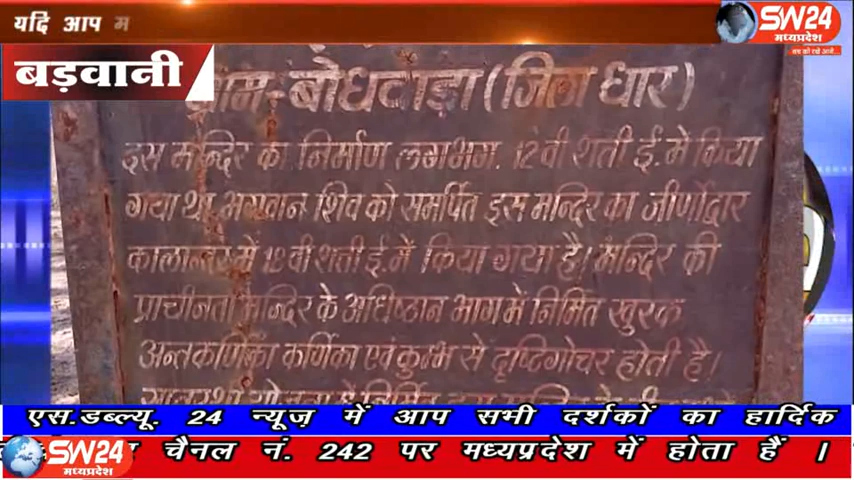 यदि आप म
SW24
मध्यप्रदेश
बड़वानी
ग्राम- बोधवाड़ा (जिला धार)
इस मन्दिर का निर्माण लगभग. 12वी शती ई. मे किया
गया था भगवान शिव को समर्पित इस मन्दिर का जीर्णोद्वार
कालान्तर में 18वी शती ई. में किया गया है। मन्दिर की
प्राचीनता मन्दिर के अधिष्ठान भाग मे निमित खुरक
अन्तकर्णिका कर्णिका एवं कुम्भ से दृष्टिगोचर होती है।
एस.डब्ल्यू. 24 न्यूज़ में आप सभी दर्शकों का हार्दिक
चैनल नं. 242 पर मध्यप्रदेश में होता हैं ।
SW24
मध्यप्रदेश